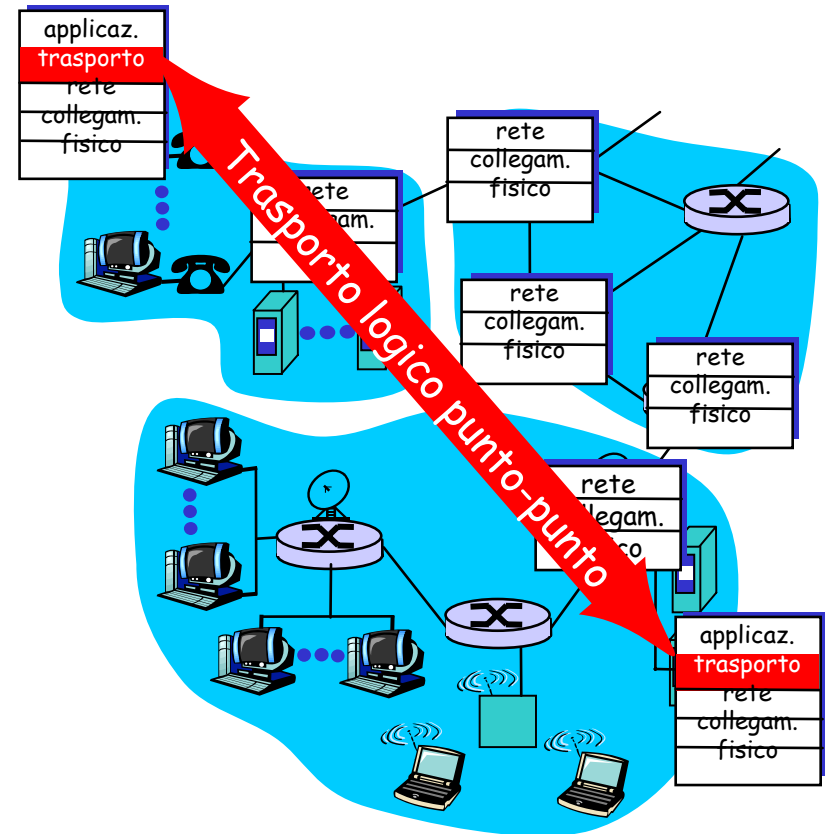 applicaz.
trasporto
rete
collegam.
fisico
rete
collegam.
fisico
rete
Trasporto logico punto-punto
rete
collegam.
fisico
rete
collegam.
fisico
rete
applicaz.
trasporto
rete
collegam.
fisico